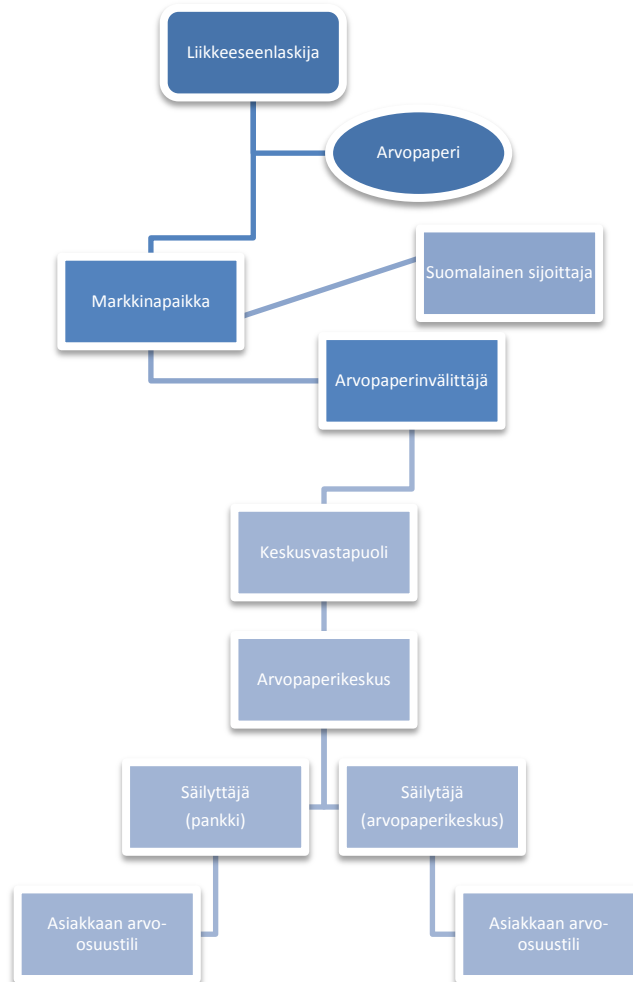 Liikkeeseenlaskija
Arvopaperi
Suomalainen sijoittaja
Markkinapaikka
Arvopaperinvälittäjä
Keskusvastapuoli
Arvopaperikeskus
Säilyttäjä
(pankki)
Säilytäjä
(arvopaperikeskus)
Asiakkaan arvo-
osuustili
Asiakkaan arvo-
osuustili